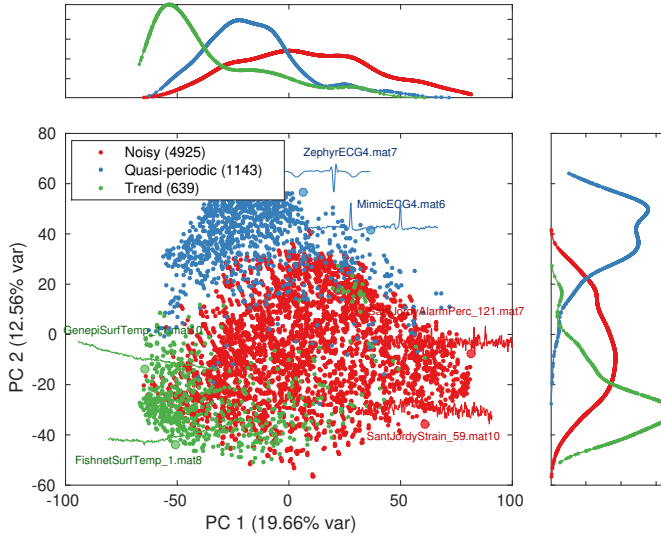 80
60
40
20
0
-20
-40
-60
PC 2 (12.56% var)
Noisy (4925)
Quasi-periodic (1143)
Trend (639)
ZephyrECG4.mat7
MimicECG4.mat6
SantJordyAlarmPerc_121.mat7
SantJordyStrain_59.mat10
FishnetSurfTemp_1.mat8
-100
-50
0
50
100
PC 1 (19.66% var)